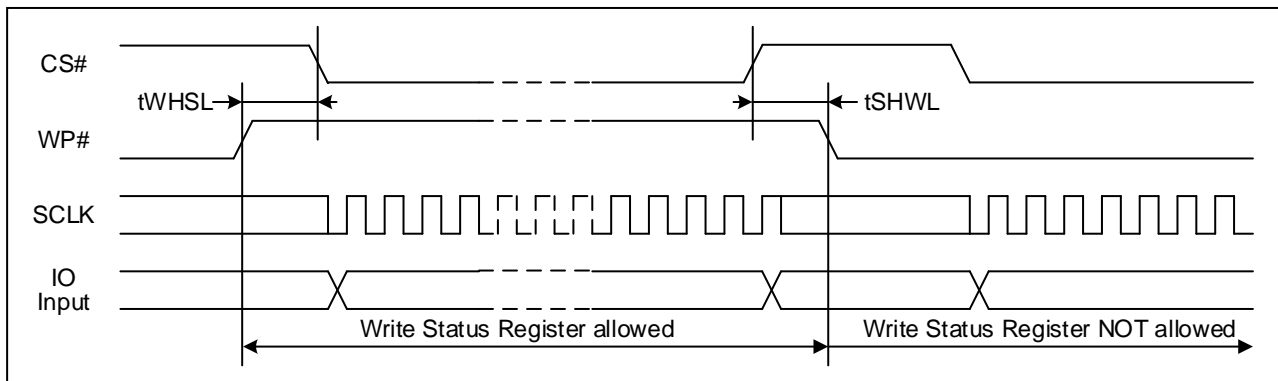 CS#
tWHSL
tSHWL
WP#
SCLK
IO
Input
Write Status Register allowed
Write Status Register NOT allowed